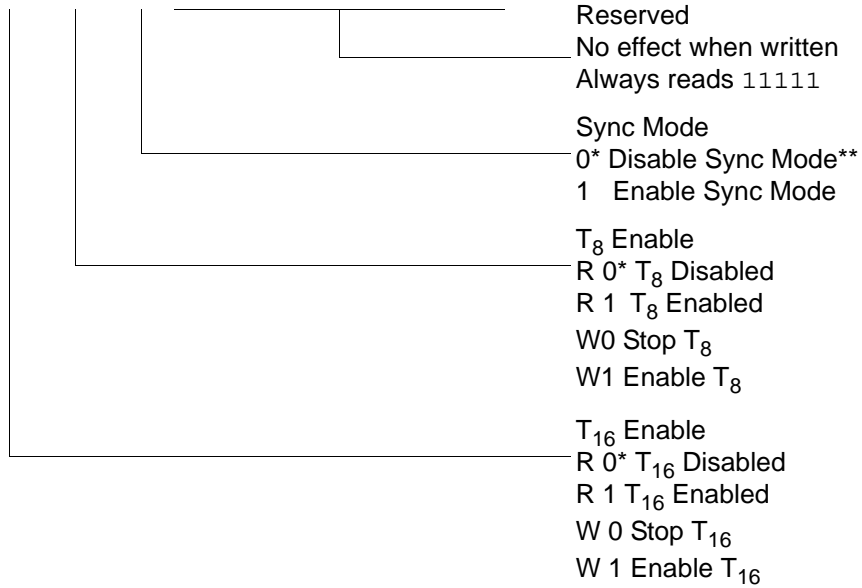 Reserved
No effect when written
Always reads 11111
Sync Mode
0* Disable Sync Mode**
1 Enable Sync Mode
T8 Enable
R 0* T8 Disabled
R 1 T8 Enabled
W0 Stop T8
W1 Enable T8
T16 Enable
R 0* T16 Disabled
R 1 T16 Enabled
W 0 Stop T16
W 1 Enable T16